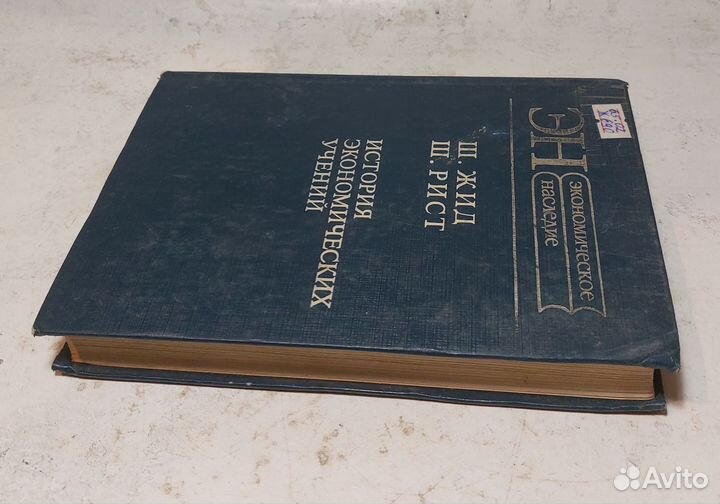 ЭН
экономическое
наследие
Ш. ЖИД
Ш. РИСТ
ИСТОРИЯ
ЭКОНОМИЧЕСКИХ
УЧЕНИЙ
Avito